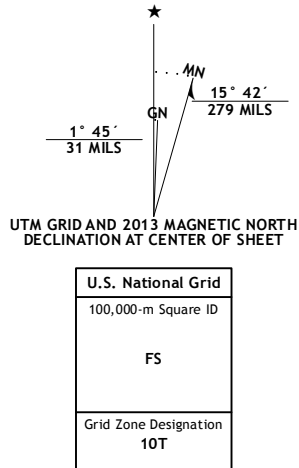 ★
MN
GN
15° 42´
279 MILS
1° 45´
31 MILS
UTM GRID AND 2013 MAGNETIC NORTH
DECLINATION AT CENTER OF SHEET
U.S. National Grid
100,000-m Square ID
FS
Grid Zone Designation
10T